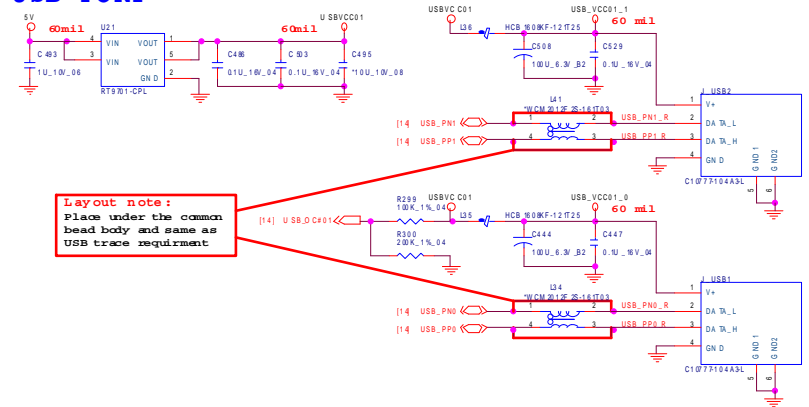 USB PORT
5V
60mil
U21
60mil
USBVCC01
4 VIN VOUT 1
3 VIN VOUT 5
GND 2
RT9701-CPL
C493
1U_10V_06
C486
0.1U_16V_04
C503
0.1U_16V_04
C495
*10U_10V_08
USBVCC01
L36
HCB1608KF-121T25
USB_VCC01_1
60 mil
C508
100U_6.3V_B2
C529
0.1U_16V_04
J_USB2
1 V+
2 DATA_L
3 DATA_H
4 GND
GND1
GND2
5
6
C10777-104A3-L
L41
*WCM2012F2S-161T03
[14] USB_PN1
1 2
USB_PN1_R
[14] USB_PP1
4 3
USB_PP1_R
Layout note:
Place under the common
bead body and same as
USB trace requirment
[14] USB_OC#01
R299
100K_1%_04
R300
200K_1%_04
USBVCC01
L35
HCB1608KF-121T25
USB_VCC01_0
60 mil
C444
100U_6.3V_B2
C447
0.1U_16V_04
J_USB1
1 V+
2 DATA_L
3 DATA_H
4 GND
GND1
GND2
5
6
C10777-104A3-L
L34
*WCM2012F2S-161T03
[14] USB_PN0
1 2
USB_PN0_R
[14] USB_PP0
4 3
USB_PP0_R